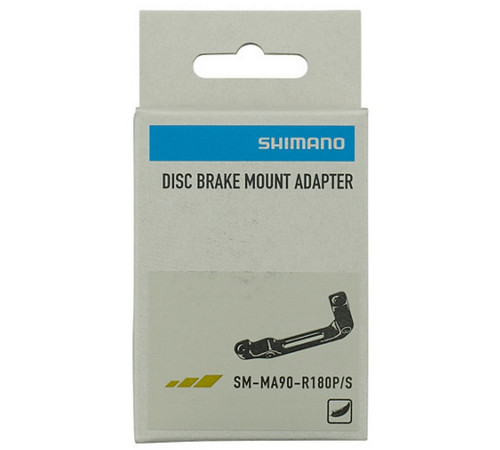 SHIMANO
DISC BRAKE MOUNT ADAPTER
SM-MA90-R180P/S